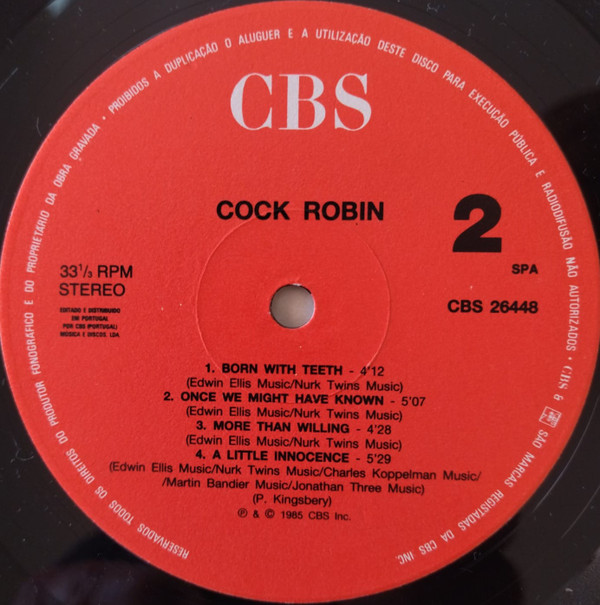 RESERVADOS TODOS OS DIREITOS DO PRODUTOR FONOGRÁFICO E DO PROPRIETÁRIO DA OBRA GRAVADA • PROIBIDOS A DUPLICAÇÃO O ALUGUER E A UTILIZAÇÃO DESTE DISCO PARA EXECUÇÃO PÚBLICA E RADIODIFUSÃO NÃO AUTORIZADOS • CBS & SÃO MARCAS REGISTADAS DA CBS INC.
CBS
COCK ROBIN
2
33 1/3 RPM
STEREO
SPA
CBS 26448
EDITADO E DISTRIBUIDO
EM PORTUGAL
POR CBS (PORTUGAL)
MÚSICA E DISCOS, LDA.
1. BORN WITH TEETH - 4'12
(Edwin Ellis Music/Nurk Twins Music)
2. ONCE WE MIGHT HAVE KNOWN - 5'07
(Edwin Ellis Music/Nurk Twins Music)
3. MORE THAN WILLING - 4'28
(Edwin Ellis Music/Nurk Twins Music)
4. A LITTLE INNOCENCE - 5'29
(Edwin Ellis Music/Nurk Twins Music/Charles Koppelman Music/
/Martin Bandier Music/Jonathan Three Music)
(P. Kingsbery)
℗ & © 1985 CBS Inc.